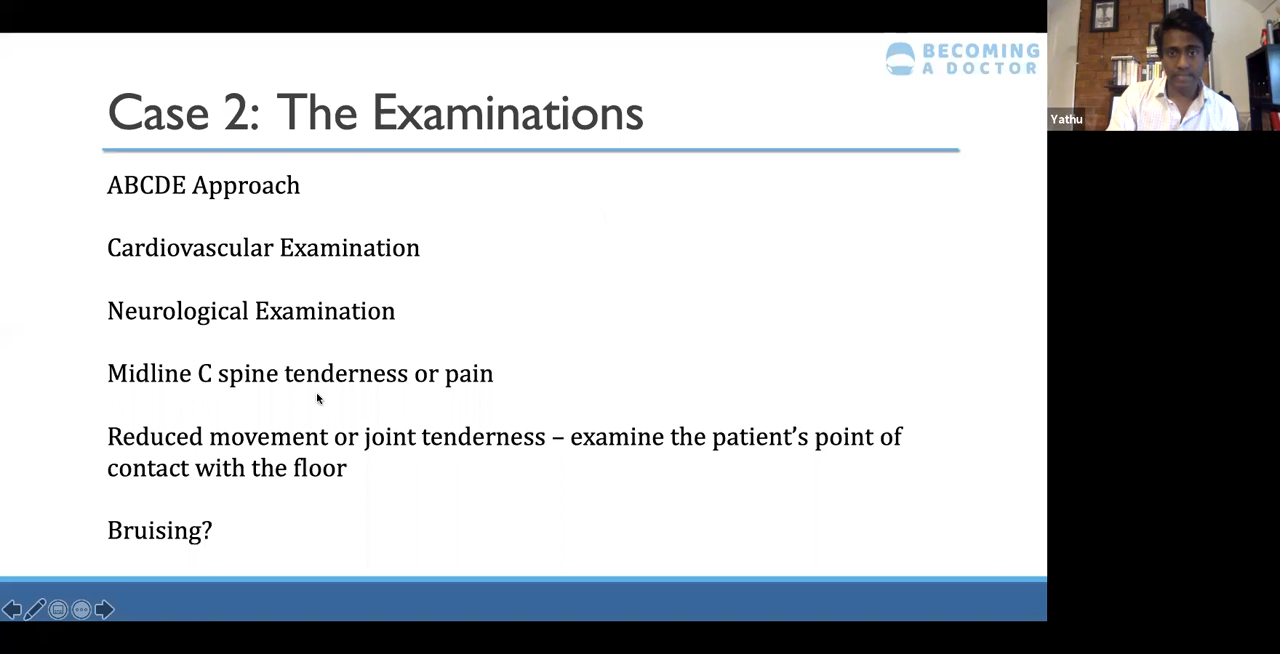 BECOMING
A DOCTOR
Case 2: The Examinations
ABCDE Approach
Cardiovascular Examination
Neurological Examination
Midline C spine tenderness or pain
Reduced movement or joint tenderness – examine the patient’s point of
contact with the floor
Bruising?
Yathu